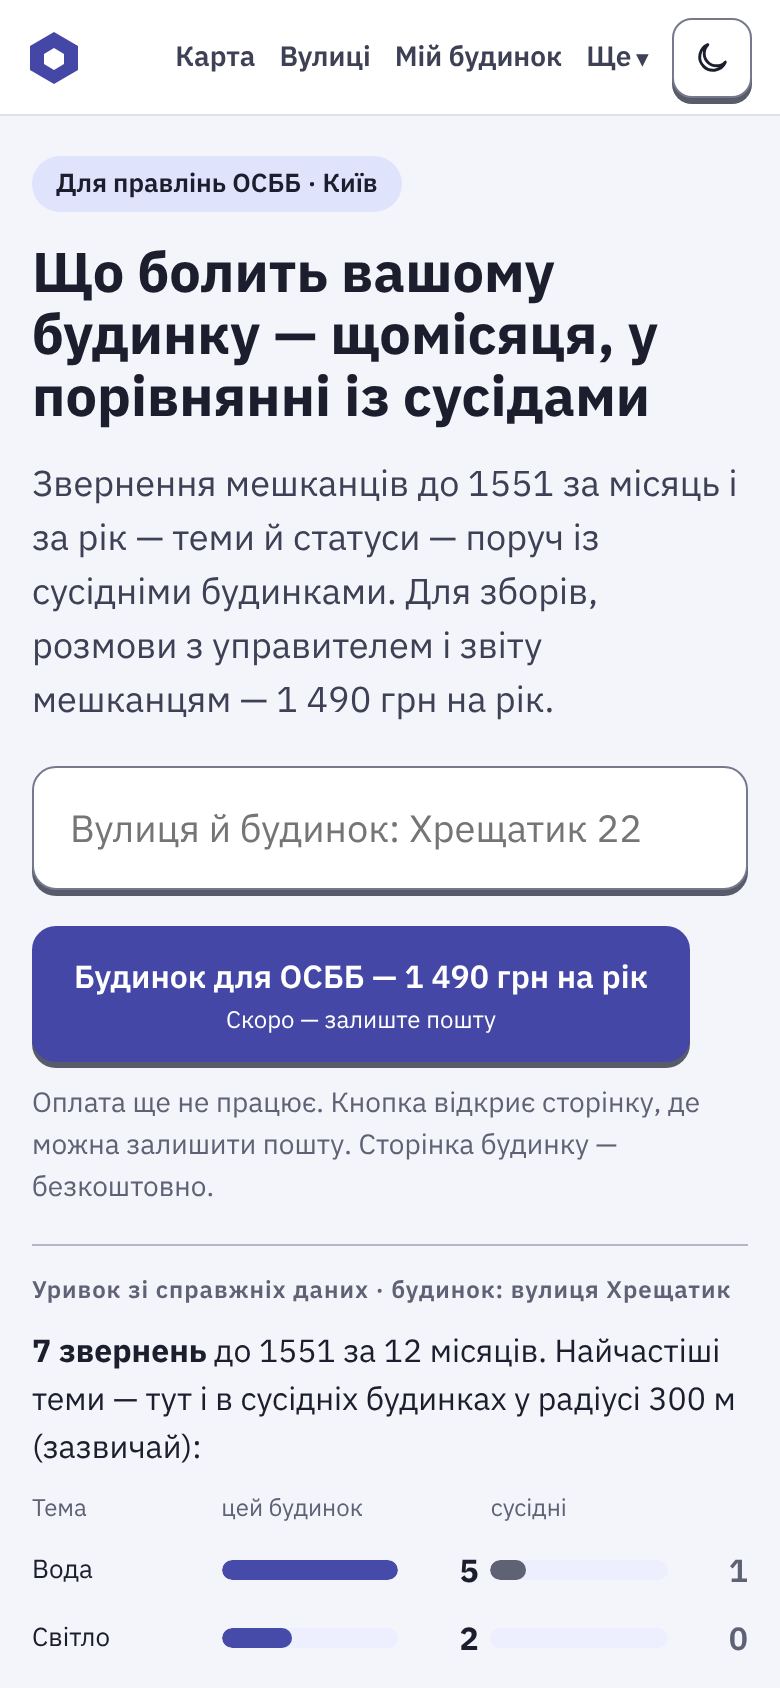 Карта Вулиці Мій будинок Ще ▾
Для правлінь ОСББ · Київ
Що болить вашому
будинку — щомісяця, у
порівнянні із сусідами
Звернення мешканців до 1551 за місяць і
за рік — теми й статуси — поруч із
сусідніми будинками. Для зборів,
розмови з управителем і звіту
мешканцям — 1 490 грн на рік.
Вулиця й будинок: Хрещатик 22
Будинок для ОСББ — 1 490 грн на рік
Скоро — залиште пошту
Оплата ще не працює. Кнопка відкриє сторінку, де
можна залишити пошту. Сторінка будинку —
безкоштовно.
Уривок зі справжніх даних · будинок: вулиця Хрещатик
7 звернень до 1551 за 12 місяців. Найчастіші
теми — тут і в сусідніх будинках у радіусі 300 м
(зазвичай):
Тема цей будинок сусідні
Вода 5 1
Світло 2 0